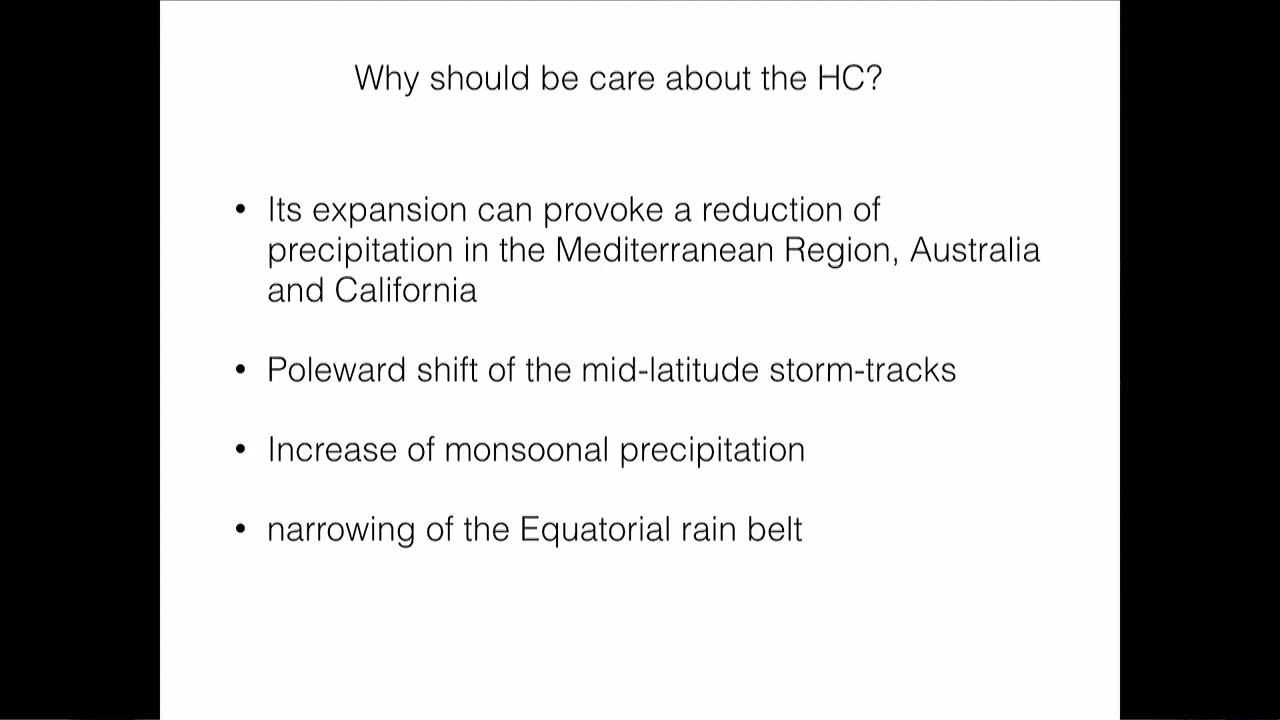 Why should be care about the HC?
• Its expansion can provoke a reduction of
precipitation in the Mediterranean Region, Australia
and California
• Poleward shift of the mid-latitude storm-tracks
• Increase of monsoonal precipitation
• narrowing of the Equatorial rain belt